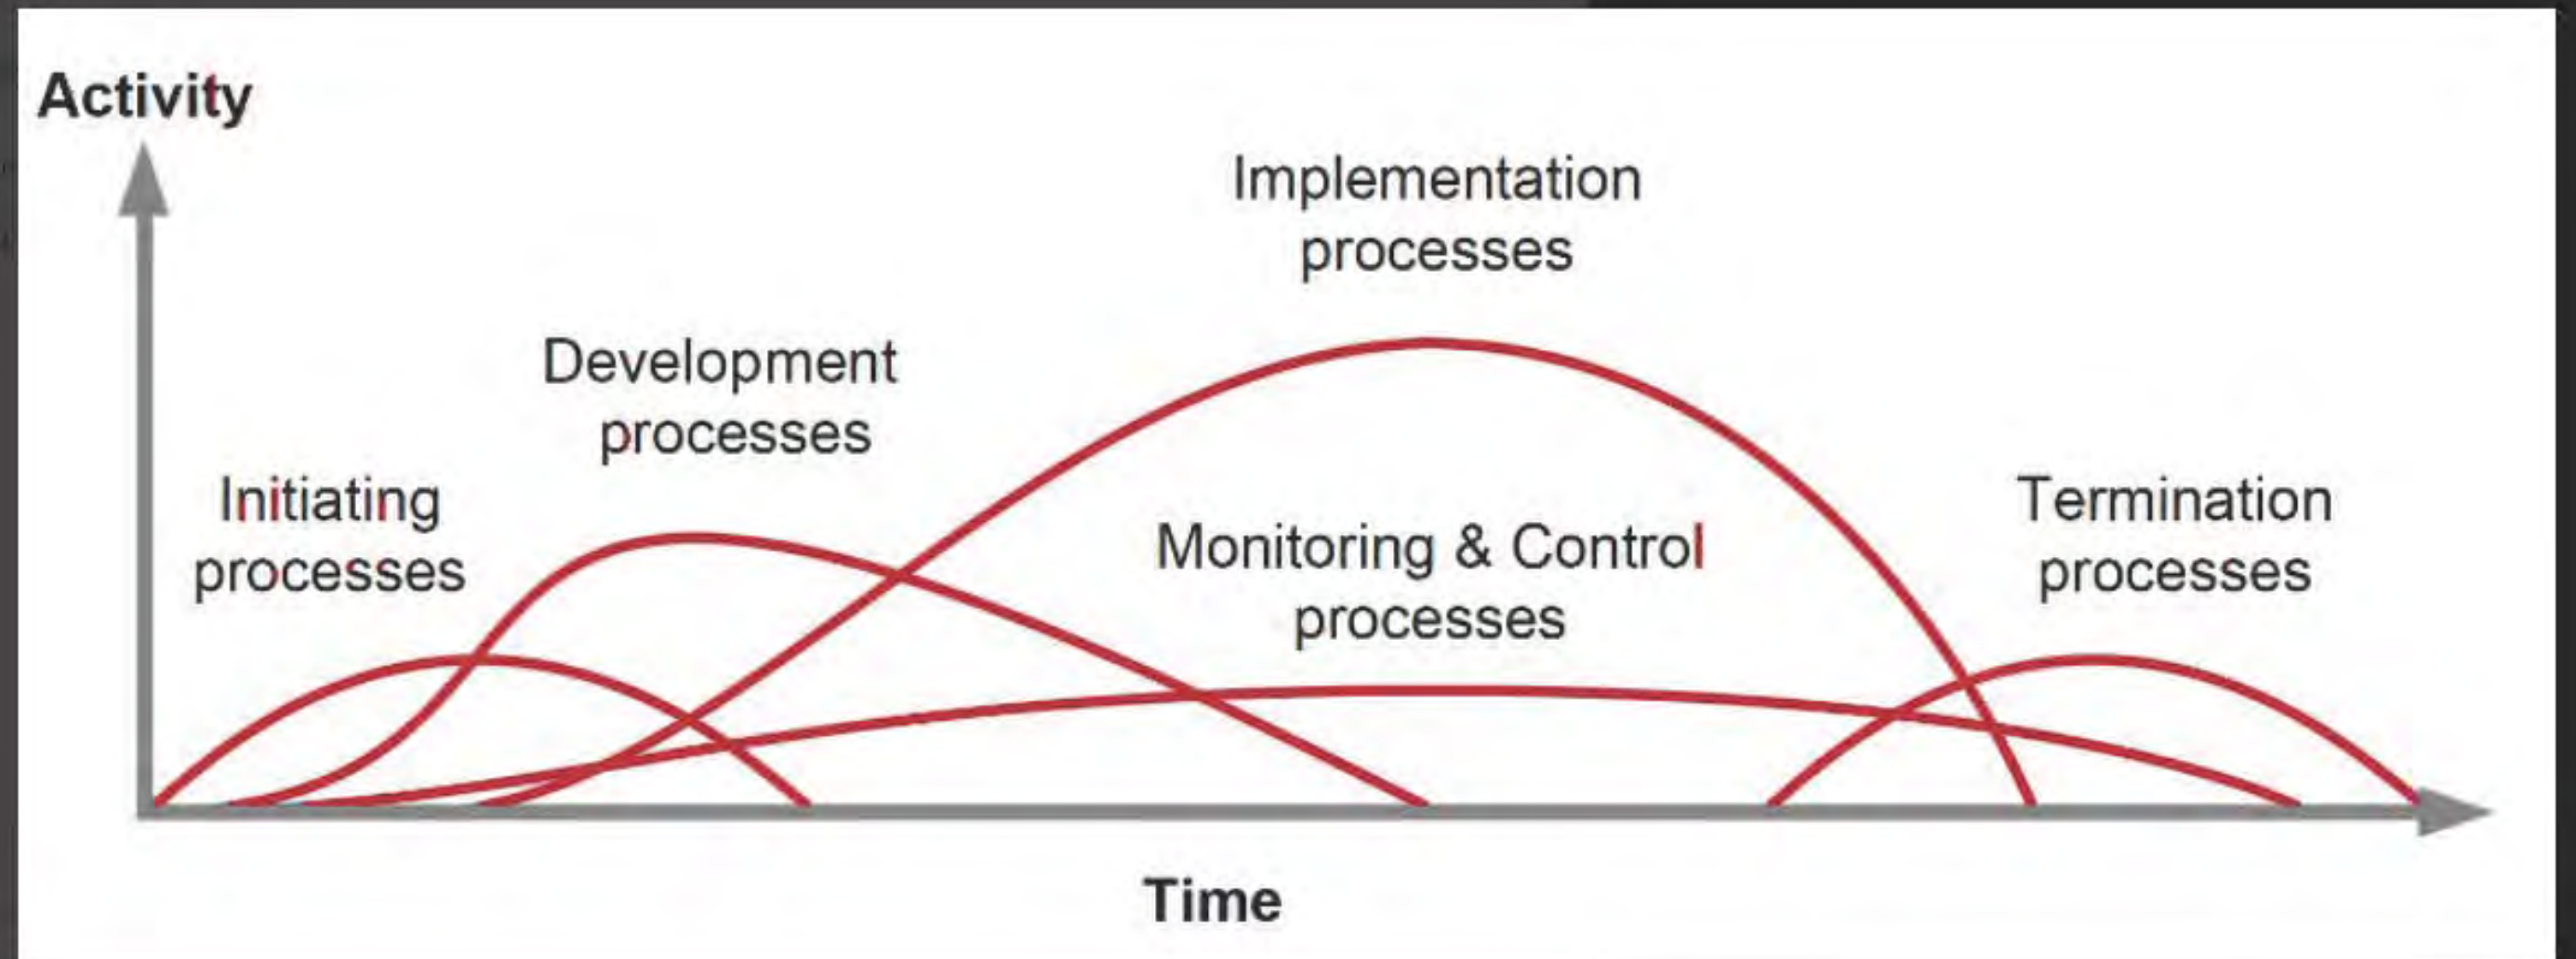 Activity
Implementation
processes
Development
processes
Initiating
processes
Monitoring & Control
processes
Termination
processes
Time